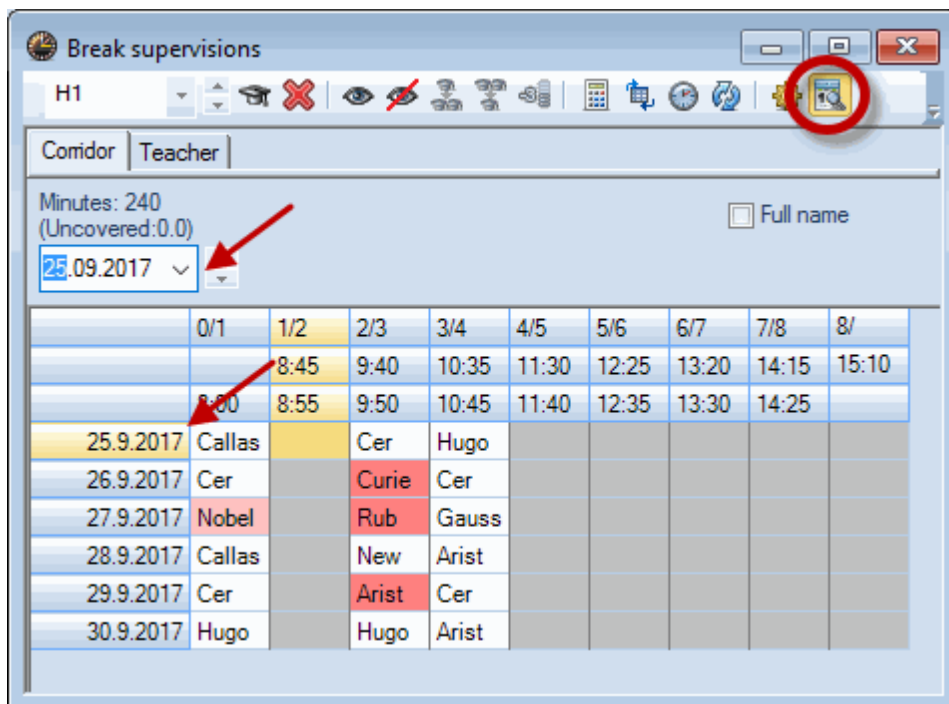 Break supervisions
H1
Corridor Teacher
Minutes: 240
(Uncovered:0.0)
Full name
25.09.2017
0/1 1/2 2/3 3/4 4/5 5/6 6/7 7/8 8/
8:45 9:40 10:35 11:30 12:25 13:20 14:15 15:10
8:55 9:50 10:45 11:40 12:35 13:30 14:25
25.9.2017 Callas Cer Hugo
26.9.2017 Cer Curie Cer
27.9.2017 Nobel Rub Gauss
28.9.2017 Callas New Arist
29.9.2017 Cer Arist Cer
30.9.2017 Hugo Hugo Arist